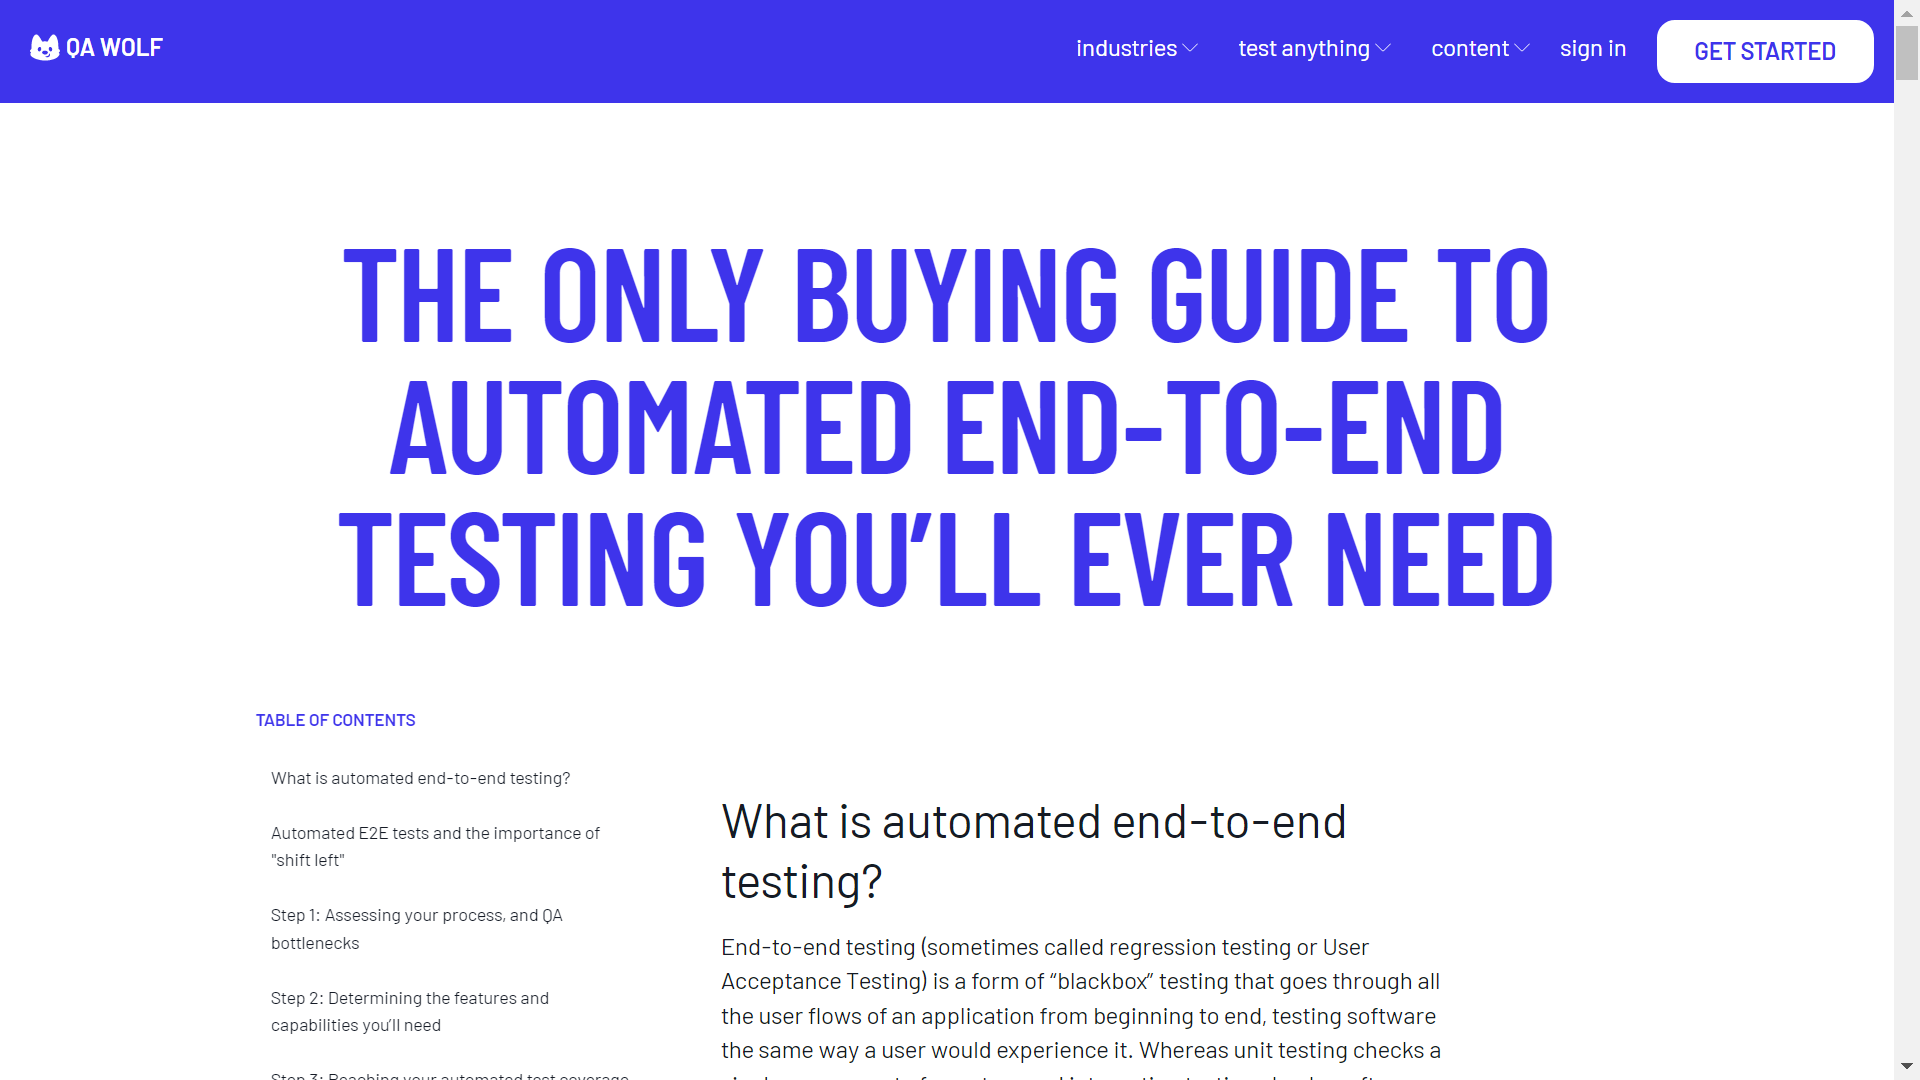 QA WOLF
industries
test anything
content
sign in
GET STARTED
THE ONLY BUYING GUIDE TO
AUTOMATED END-TO-END
TESTING YOU’LL EVER NEED
TABLE OF CONTENTS
What is automated end-to-end testing?
Automated E2E tests and the importance of
"shift left"
Step 1: Assessing your process, and QA
bottlenecks
Step 2: Determining the features and
capabilities you’ll need
Step 3: Reaching your automated test coverage
What is automated end-to-end
testing?
End-to-end testing (sometimes called regression testing or User
Acceptance Testing) is a form of “blackbox” testing that goes through all
the user flows of an application from beginning to end, testing software
the same way a user would experience it. Whereas unit testing checks a